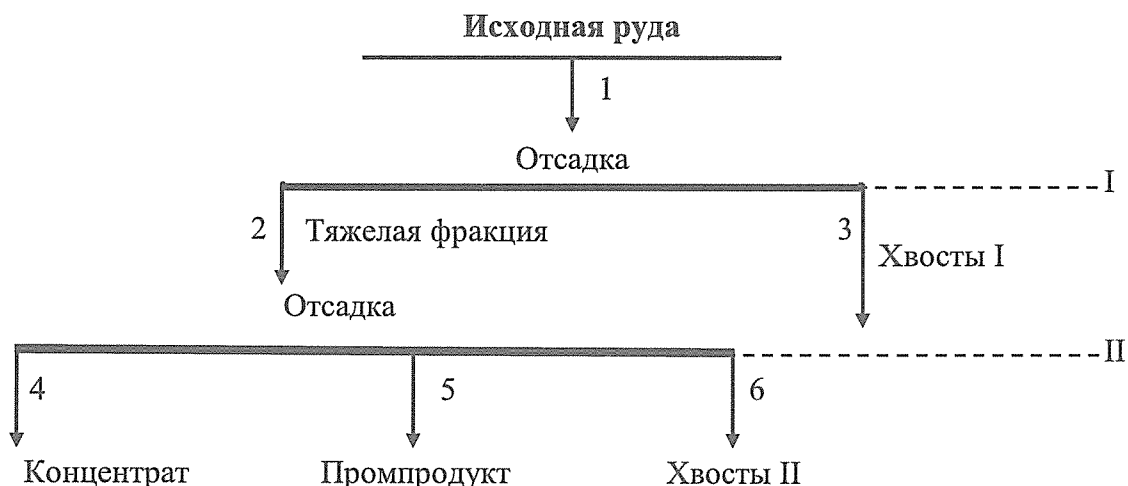 Исходная руда
1
Отсадка
I
2 Тяжелая фракция 3
Хвосты I
Отсадка
II
4 5 6
Концентрат Промпродукт Хвосты II